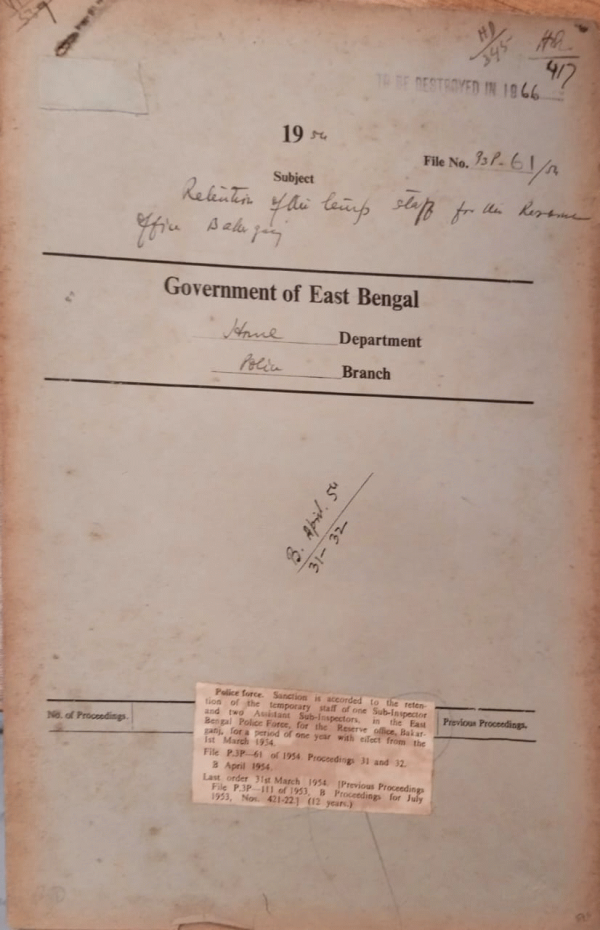 HR
345
HR
417
TO BE DESTROYED IN 1966
19 54
File No. P3P-61/54
Subject
Retention of the temp staff for the Reserve
Office Bakarganj
Government of East Bengal
Home Department
Police Branch
B. April. 54
31-32
No. of Proceedings.
Previous Proceedings.
Police force. Sanction is accorded to the reten-
tion of the temporary staff of one Sub-Inspector
and two Assistant Sub-Inspectors, in the East
Bengal Police Force, for the Reserve office, Bakar-
ganj, for a period of one year with effect from the
1st March 1954.
File P.3P—61 of 1954. Proceedings 31 and 32.
B April 1954.
Last order 31st March 1954. [Previous Proceedings
File P.3P—111 of 1953, B Proceedings for July
1953, Nos. 421-22.] (12 years.)